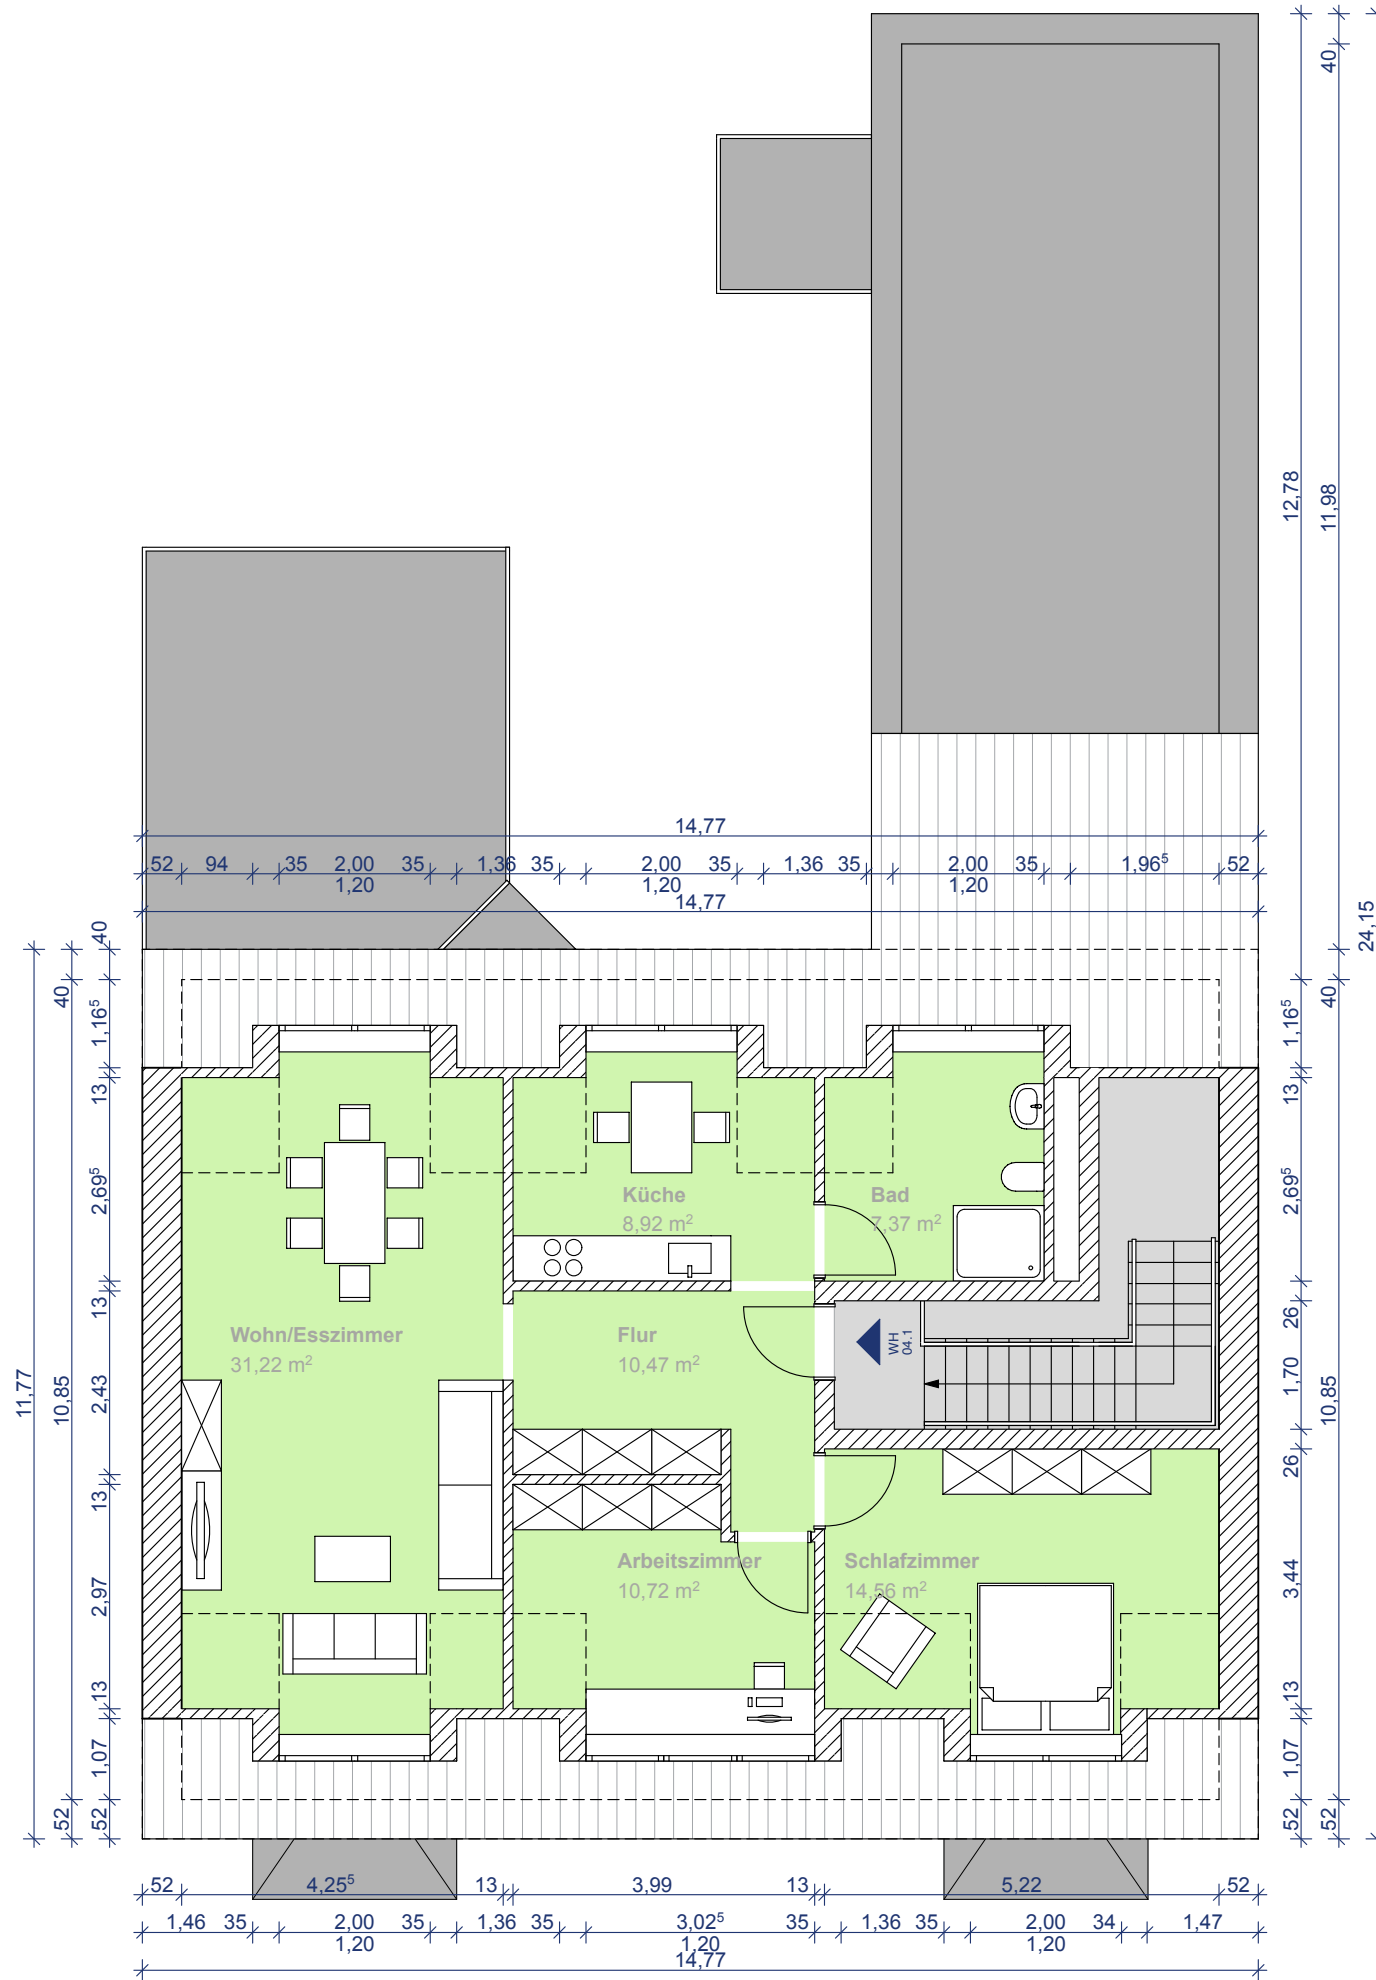 40
12,78
11,98
14,77
52 94 35 2,00 35 1,36 35 2,00 35 1,36 35 2,00 35 1,96⁵ 52
1,20 1,20 1,20
14,77
24,15
40
40
1,16⁵
13
2,69⁵
13
2,43
13
2,97
13
1,07
52
10,85
52
11,77
40
1,16⁵
13
2,69⁵
26
1,70
26
3,44
13
1,07
52
10,85
52
Küche
8,92 m²
Bad
7,37 m²
Wohn/Esszimmer
31,22 m²
Flur
10,47 m²
WH
04.1
Arbeitszimmer
10,72 m²
Schlafzimmer
14,56 m²
52 4,25⁵ 13 3,99 13 5,22 52
1,46 35 2,00 35 1,36 35 3,02⁵ 35 1,36 35 2,00 34 1,47
1,20 1,20 1,20
14,77